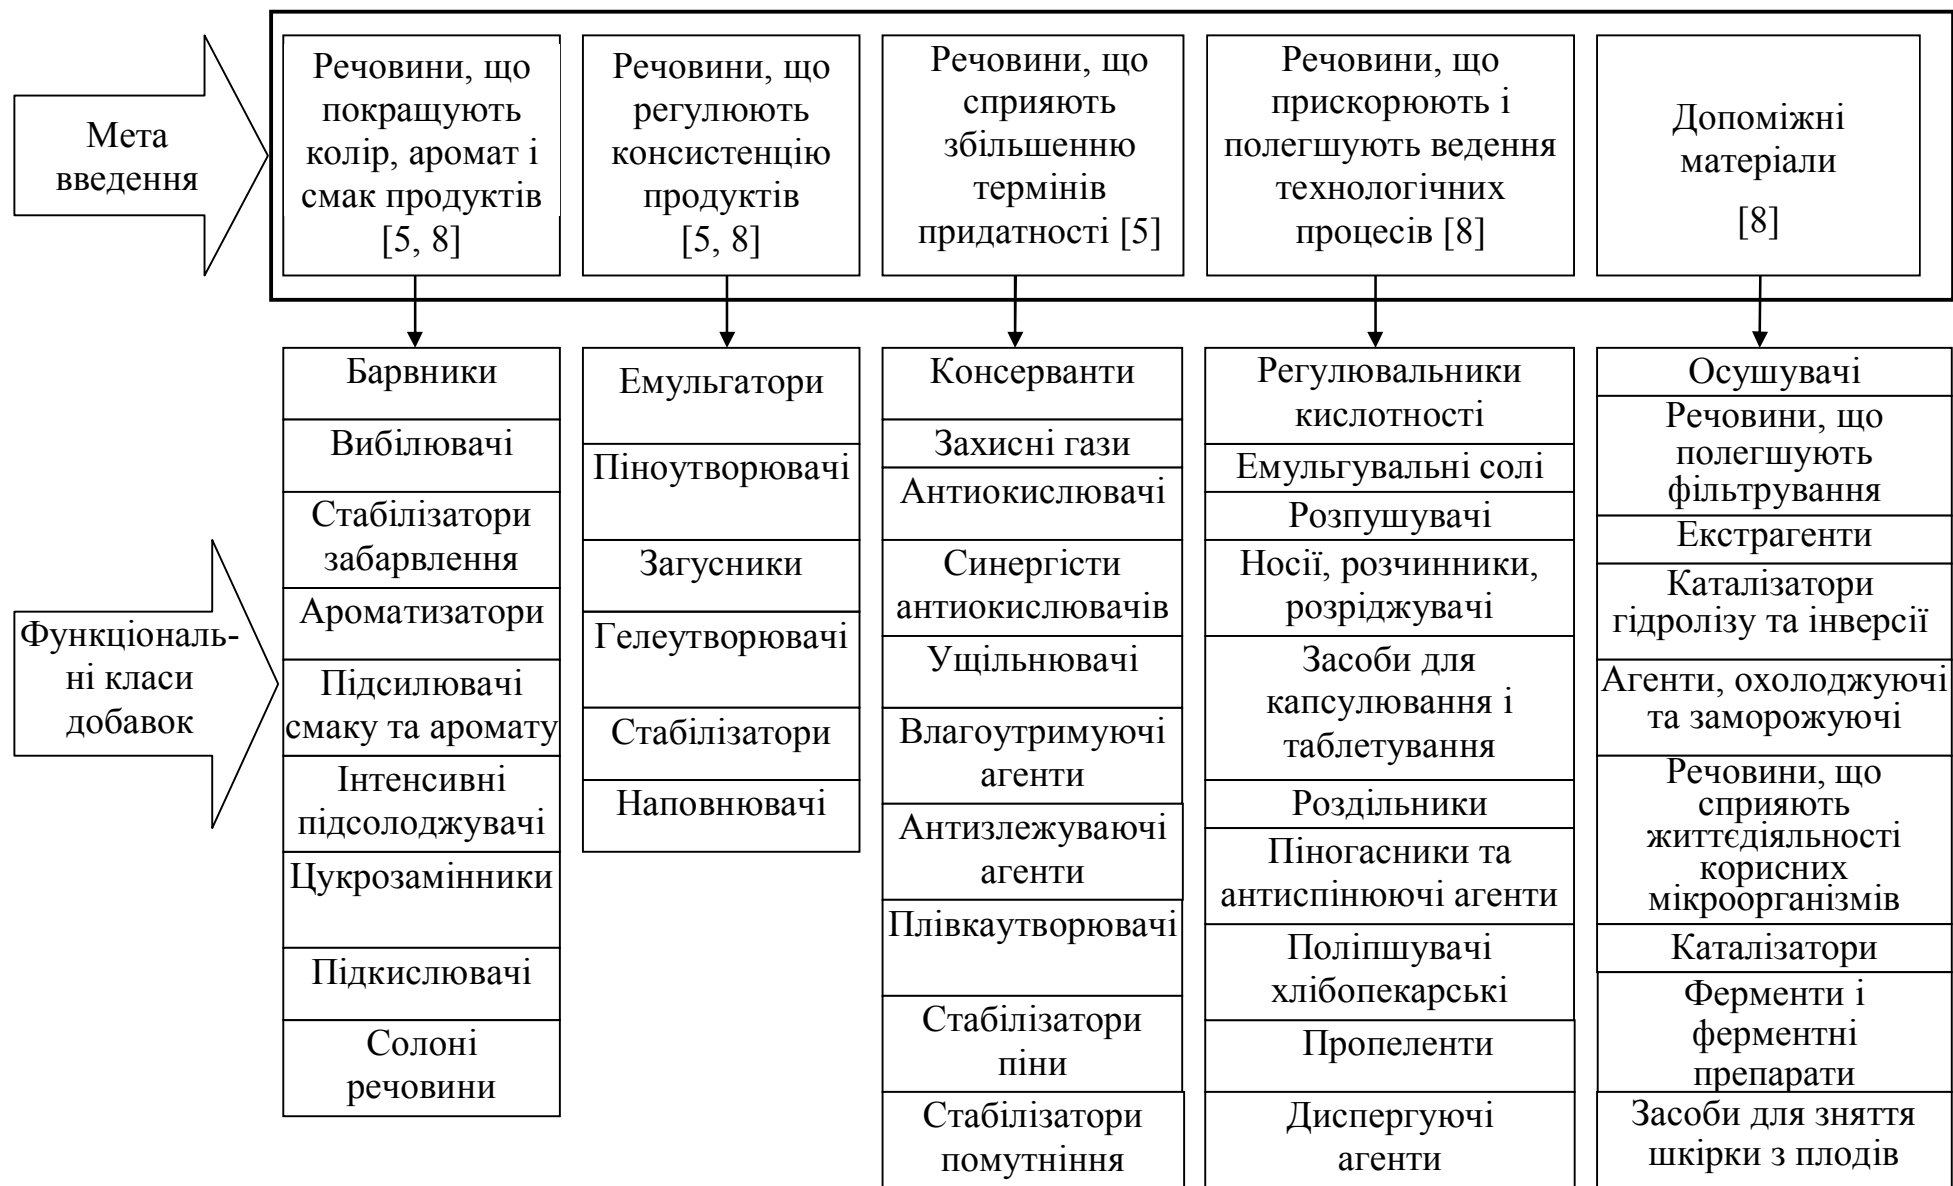 Мета
введення
Речовини, що
покращують
колір, аромат і
смак продуктів
[5, 8]
Речовини, що
регулюють
консистенцію
продуктів
[5, 8]
Речовини, що
сприяють
збільшенню
термінів
придатності [5]
Речовини, що
прискорюють і
полегшують ведення
технологічних
процесів [8]
Допоміжні
матеріали
[8]
Функціональ-
ні класи
добавок
Барвники
Вибілювачі
Стабілізатори
забарвлення
Ароматизатори
Підсилювачі
смаку та аромату
Інтенсивні
підсолоджувачі
Цукрозамінники
Підкислювачі
Солоні
речовини
Емульгатори
Піноутворювачі
Загусники
Гелеутворювачі
Стабілізатори
Наповнювачі
Консерванти
Захисні гази
Антиокислювачі
Синергісти
антиокислювачів
Ущільнювачі
Влагоутримуючі
агенти
Антизлежуваючі
агенти
Плівкаутворювачі
Стабілізатори
піни
Стабілізатори
помутніння
Регулювальники
кислотності
Емульгувальні солі
Розпушувачі
Носії, розчинники,
розріджувачі
Засоби для
капсулювання і
таблетування
Роздільники
Піногасники та
антиспінюючі агенти
Поліпшувачі
хлібопекарські
Пропеленти
Диспергуючі
агенти
Осушувачі
Речовини, що
полегшують
фільтрування
Екстрагенти
Каталізатори
гідролізу та інверсії
Агенти, охолоджуючі
та заморожуючі
Речовини, що
сприяють
життєдіяльності
корисних
мікроорганізмів
Каталізатори
Ферменти і
ферментні
препарати
Засоби для зняття
шкірки з плодів